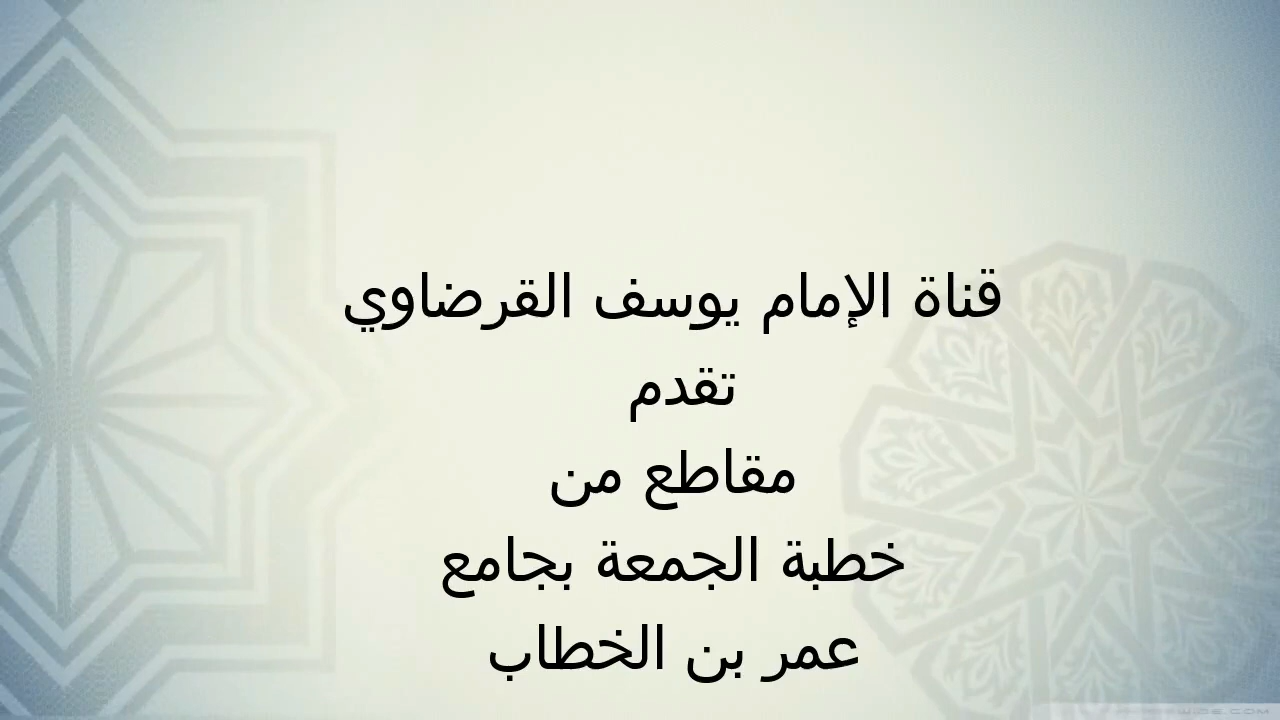 قناة الإمام يوسف القرضاوي
تقدم
مقاطع من
خطبة الجمعة بجامع
عمر بن الخطاب